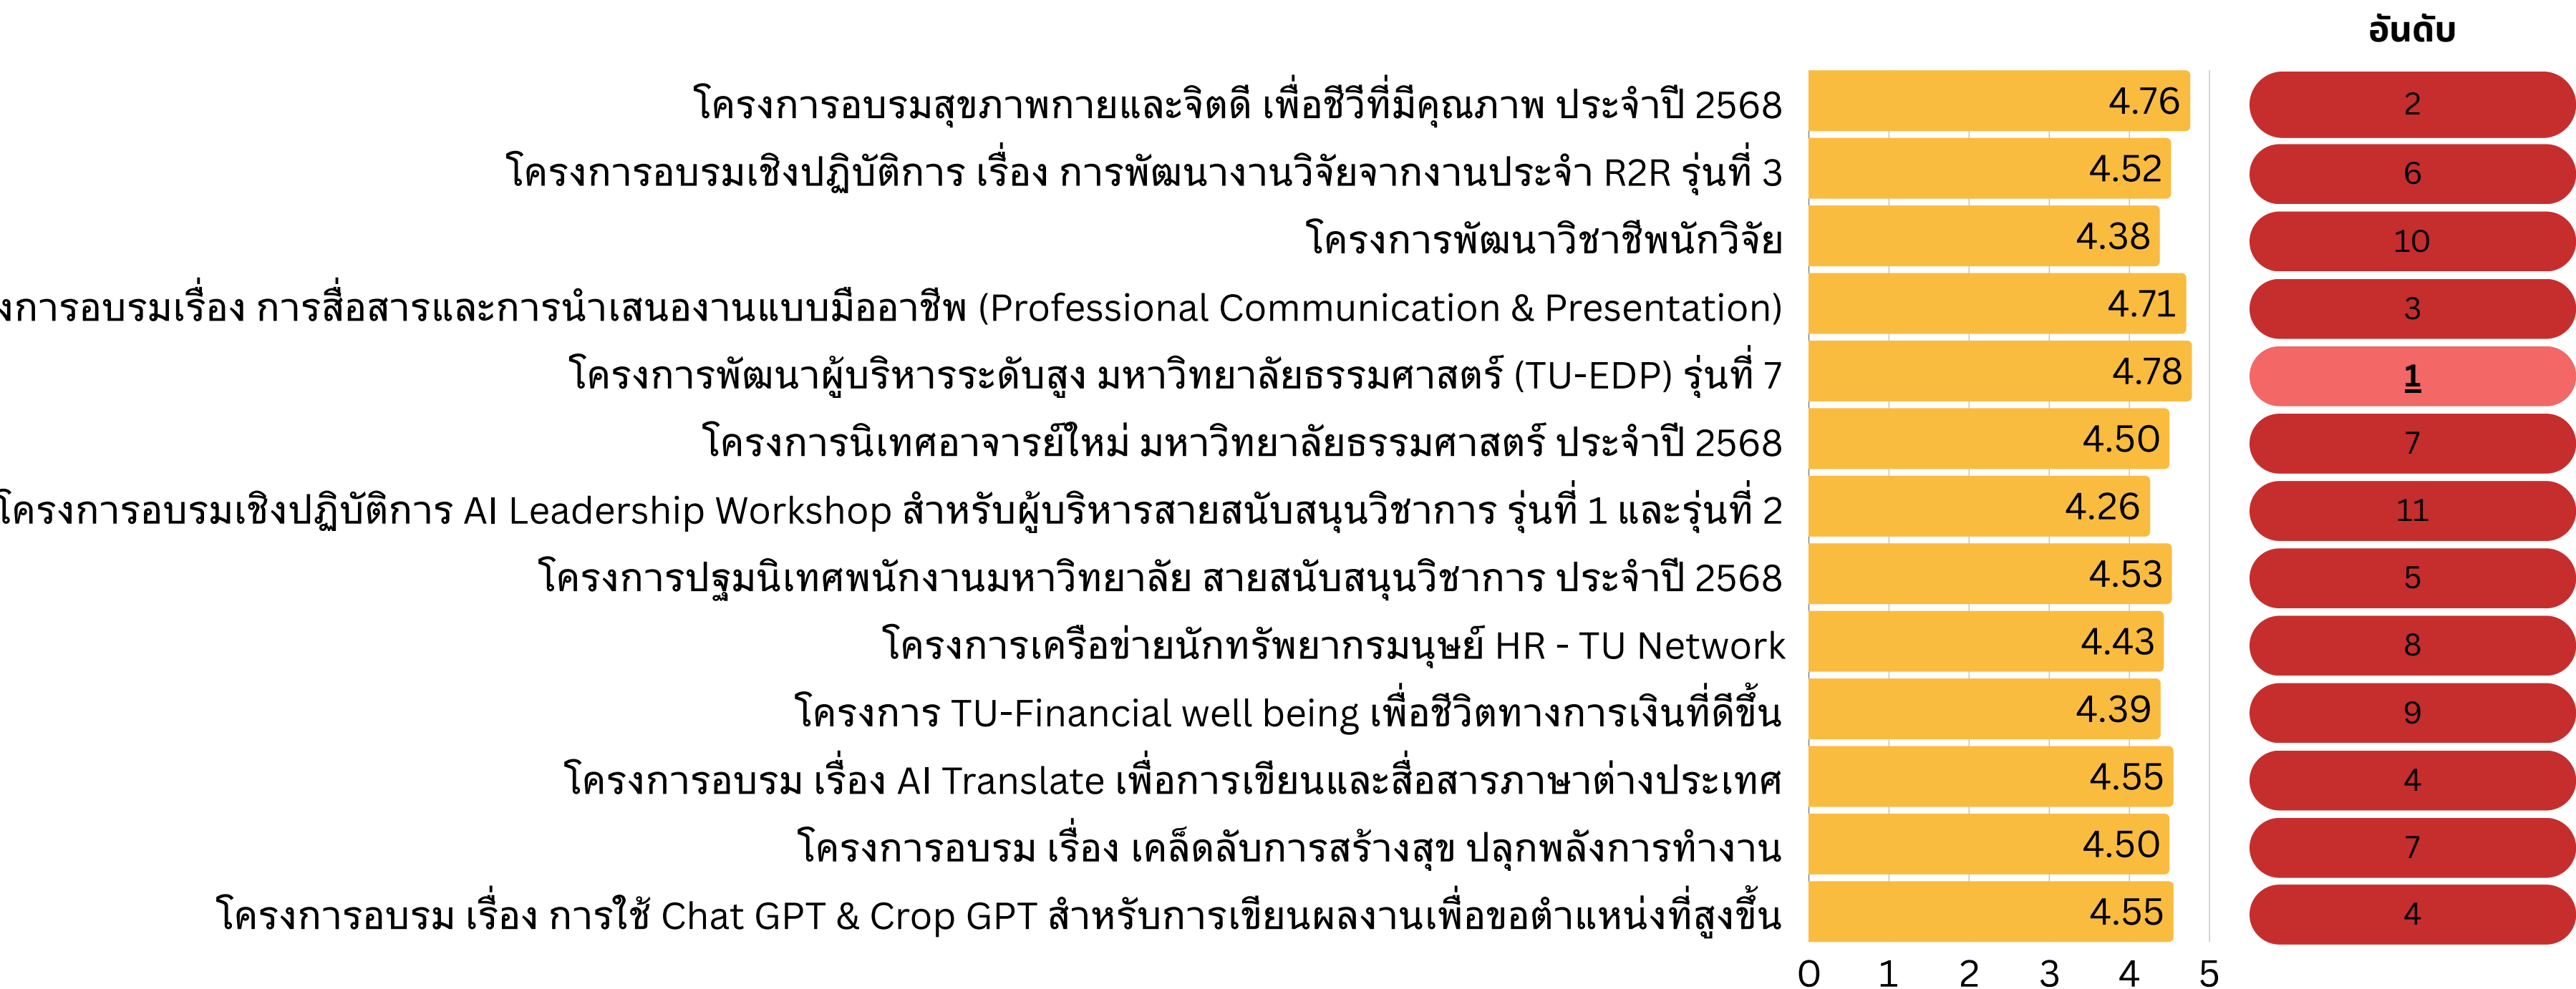 อันดับ
โครงการอบรมสุขภาพกายและจิตดี เพื่อชีวีที่มีคุณภาพ ประจำปี 2568 4.76 2
โครงการอบรมเชิงปฏิบัติการ เรื่อง การพัฒนางานวิจัยจากงานประจำ R2R รุ่นที่ 3 4.52 6
โครงการพัฒนาวิชาชีพนักวิจัย 4.38 10
งการอบรมเรื่อง การสื่อสารและการนำเสนองานแบบมืออาชีพ (Professional Communication & Presentation) 4.71 3
โครงการพัฒนาผู้บริหารระดับสูง มหาวิทยาลัยธรรมศาสตร์ (TU-EDP) รุ่นที่ 7 4.78 1
โครงการนิเทศอาจารย์ใหม่ มหาวิทยาลัยธรรมศาสตร์ ประจำปี 2568 4.50 7
โครงการอบรมเชิงปฏิบัติการ AI Leadership Workshop สำหรับผู้บริหารสายสนับสนุนวิชาการ รุ่นที่ 1 และรุ่นที่ 2 4.26 11
โครงการปฐมนิเทศพนักงานมหาวิทยาลัย สายสนับสนุนวิชาการ ประจำปี 2568 4.53 5
โครงการเครือข่ายนักทรัพยากรมนุษย์ HR - TU Network 4.43 8
โครงการ TU-Financial well being เพื่อชีวิตทางการเงินที่ดีขึ้น 4.39 9
โครงการอบรม เรื่อง AI Translate เพื่อการเขียนและสื่อสารภาษาต่างประเทศ 4.55 4
โครงการอบรม เรื่อง เคล็ดลับการสร้างสุข ปลุกพลังการทำงาน 4.50 7
โครงการอบรม เรื่อง การใช้ Chat GPT & Crop GPT สำหรับการเขียนผลงานเพื่อขอตำแหน่งที่สูงขึ้น 4.55 4
0 1 2 3 4 5